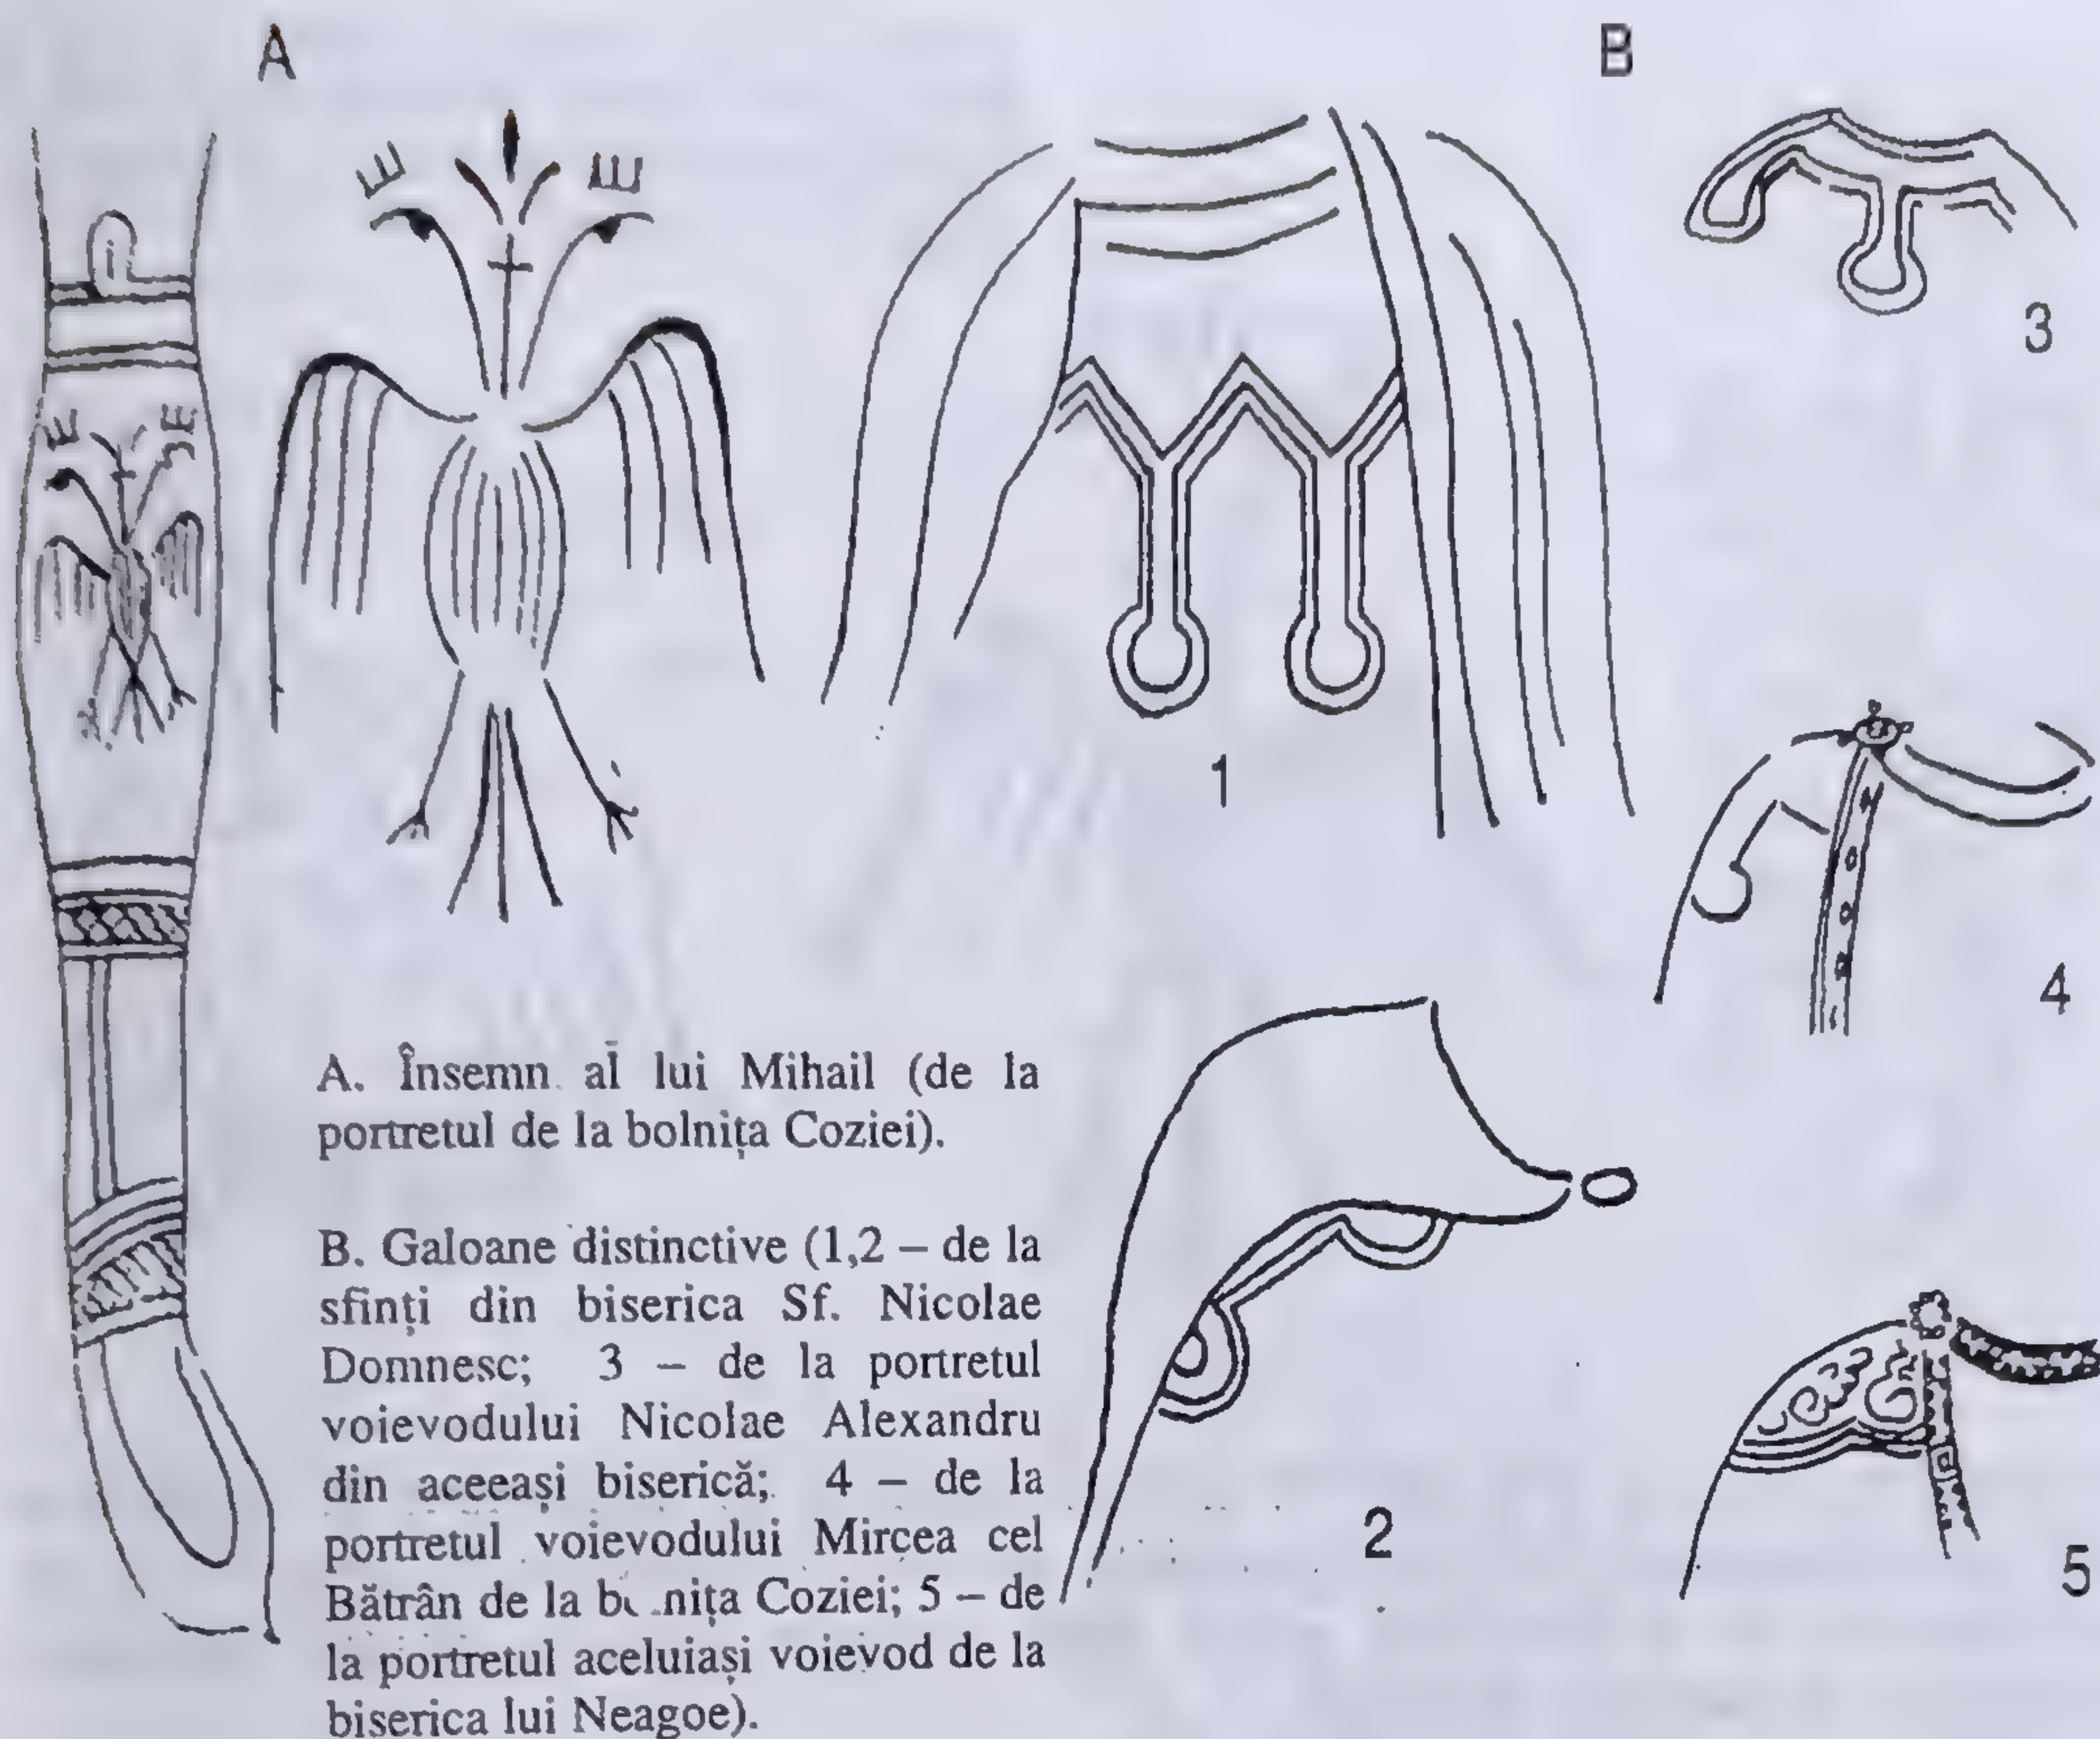 A
B
3
1
4
2
5
A. Însemn al lui Mihail (de la
portretul de la bolnița Coziei).
B. Galoane distinctive (1,2 – de la
sfinți din biserica Sf. Nicolae
Domnesc; 3 – de la portretul
voievodului Nicolae Alexandru
din aceeași biserică; 4 – de la
portretul voievodului Mircea cel
Bătrân de la Coziei; 5 – de
la portretul aceluiași voievod de la
biserica lui Neagoe).